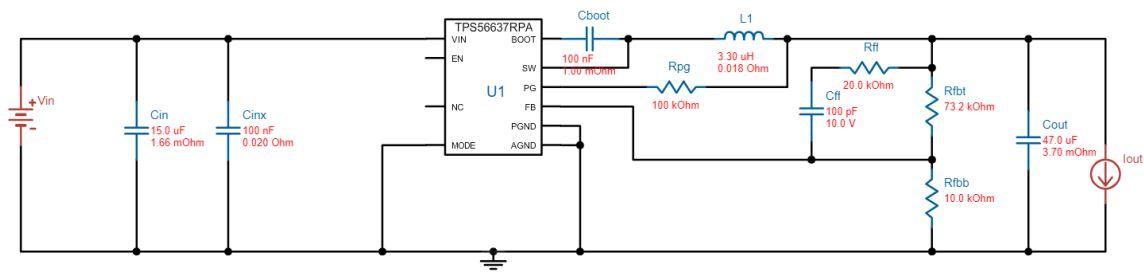 TPS56637RPA
VIN
BOOT
EN
SW
U1
PG
NC
FB
PGND
MODE
AGND
Cboot
100 nF
1.00 mOhm
L1
3.30 uH
0.018 Ohm
Rpg
100 kOhm
Rff
20.0 kOhm
Cff
100 pF
10.0 V
Rfbt
73.2 kOhm
Rfbb
10.0 kOhm
Cout
47.0 uF
3.70 mOhm
Iout
+
Vin
-
Cin
15.0 uF
1.66 mOhm
Cinx
100 nF
0.020 Ohm